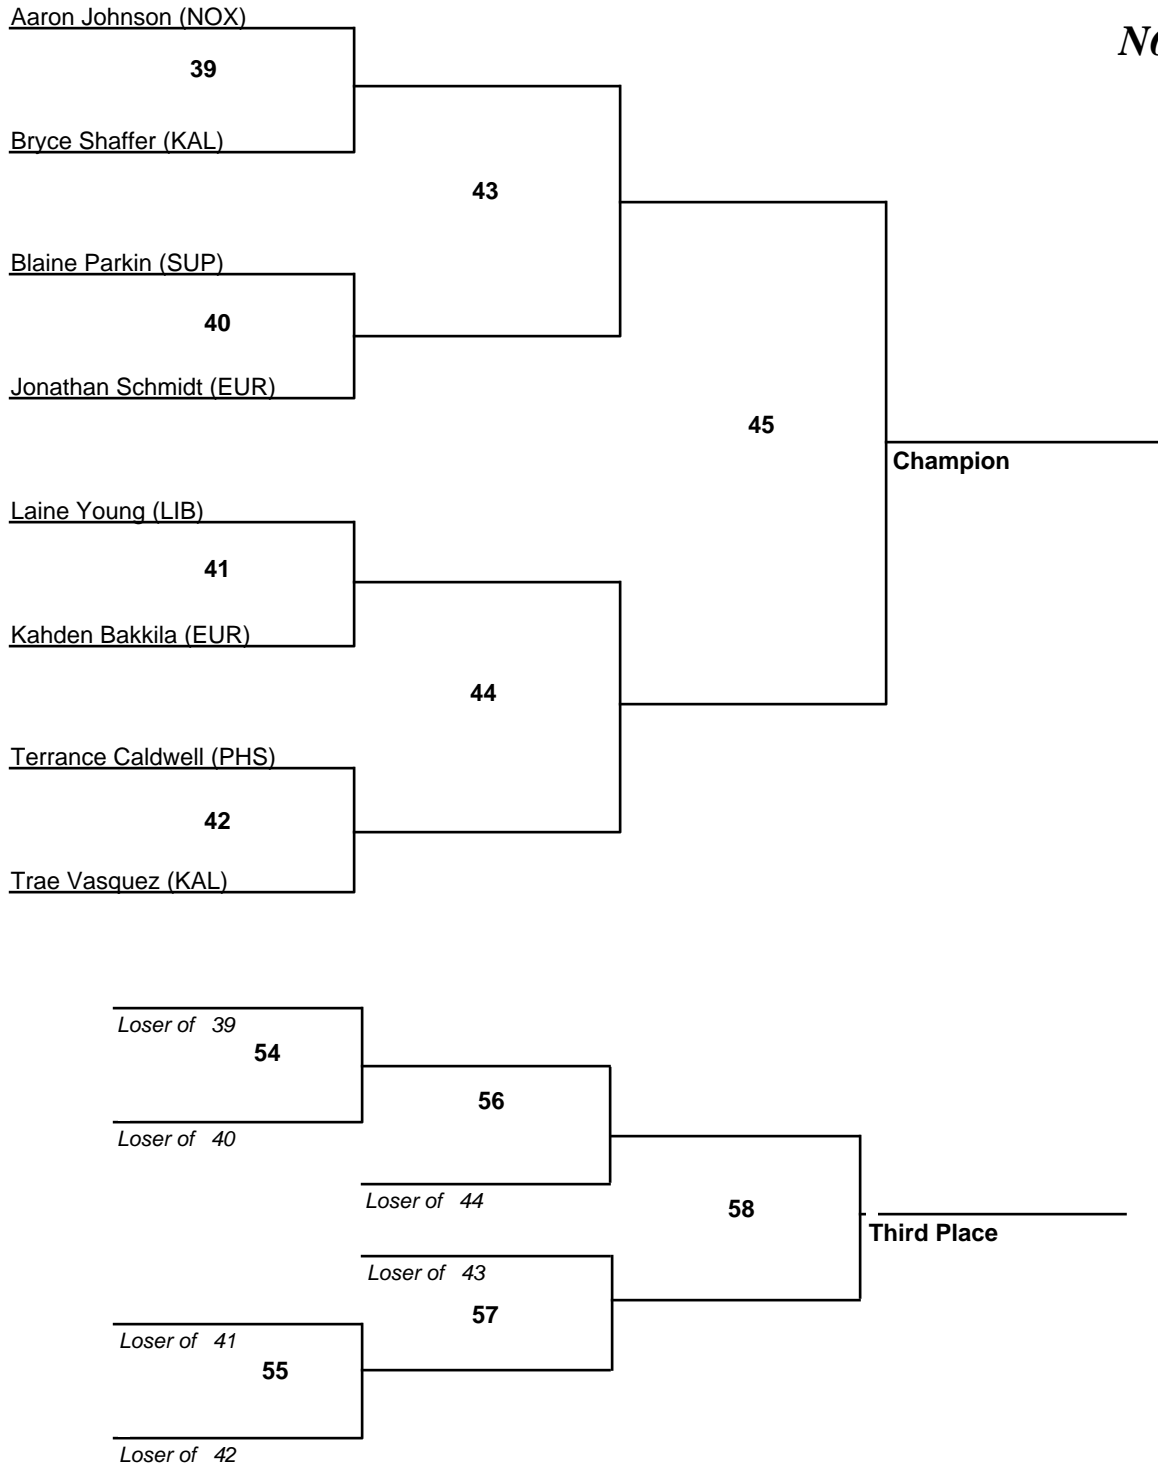 Aaron Johnson (NOX)
39
Bryce Shaffer (KAL)
43
Blaine Parkin (SUP)
40
Jonathan Schmidt (EUR)
45
Champion
Laine Young (LIB)
41
Kahden Bakkila (EUR)
44
Terrance Caldwell (PHS)
42
Trae Vasquez (KAL)
Loser of 39
54
56
Loser of 40
Loser of 44
58
Third Place
Loser of 43
57
Loser of 41
55
Loser of 42